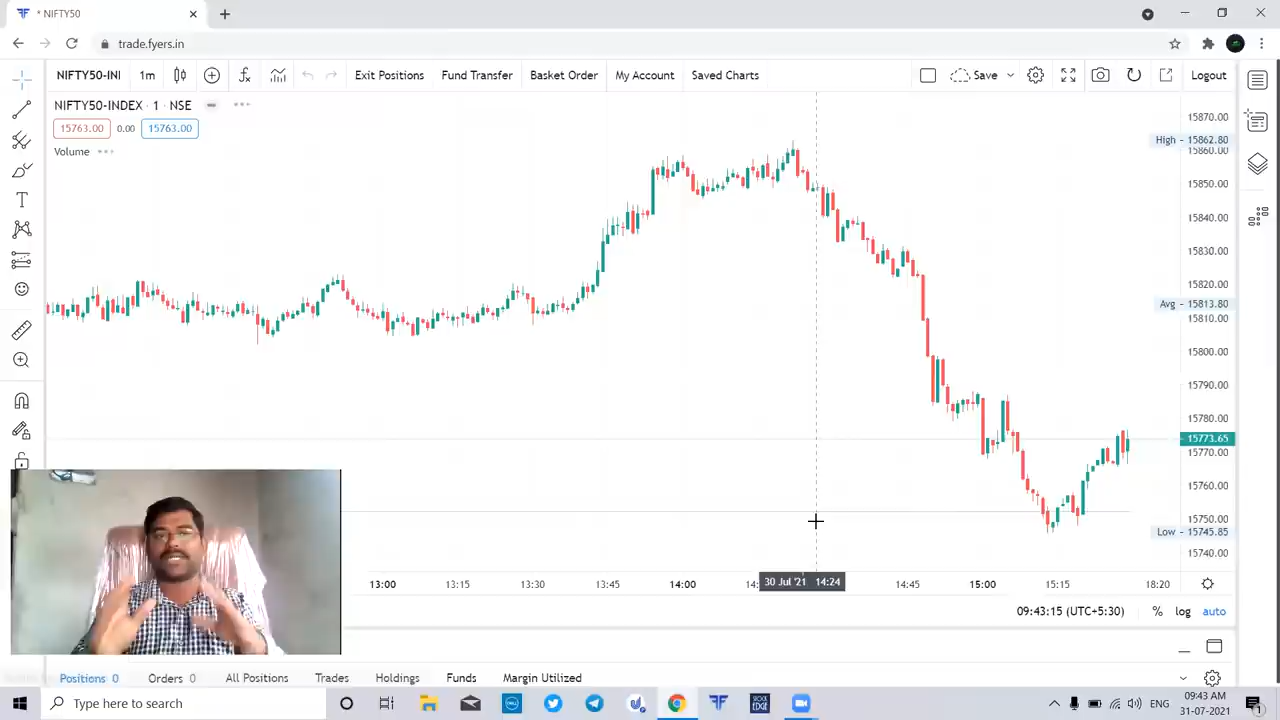 * NIFTY50
trade.fyers.in
NIFTY50-INI 1m Exit Positions Fund Transfer Basket Order My Account Saved Charts Save Logout
NIFTY50-INDEX · 1 · NSE
15763.00 0.00 15763.00
Volume
15870.00
High - 15862.80
15860.00
15850.00
15840.00
15830.00
15820.00
Avg - 15813.80
15810.00
15800.00
15790.00
15780.00
15773.65
15770.00
15760.00
15750.00
Low - 15745.85
15740.00
13:00 13:15 13:30 13:45 14:00 30 Jul '21 14:24 14:45 15:00 15:15 18:20
09:43:15 (UTC+5:30) % log auto
Positions 0 Orders 0 All Positions Trades Holdings Funds Margin Utilized
Type here to search
DELL
STOCK EDGE
ENG
09:43 AM
31-07-2021
1